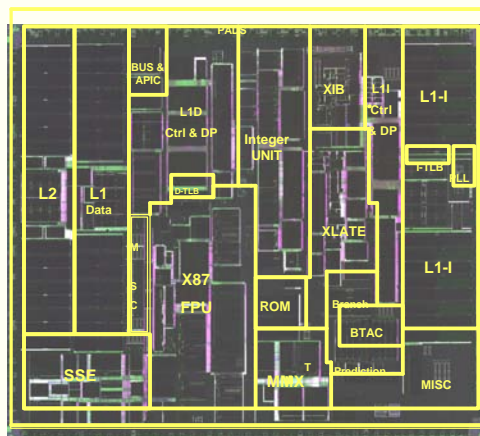 PADS
BUS &
APIC
L1D
Ctrl & DP
Integer
UNIT
XIB
L1I
Ctrl
& DP
L1-I
I-TLB
PLL
L2
L1
Data
D-TLB
M
S
C
X87
FPU
XLATE
L1-I
ROM
Branch
BTAC
Prediction
SSE
T
MMX
MISC